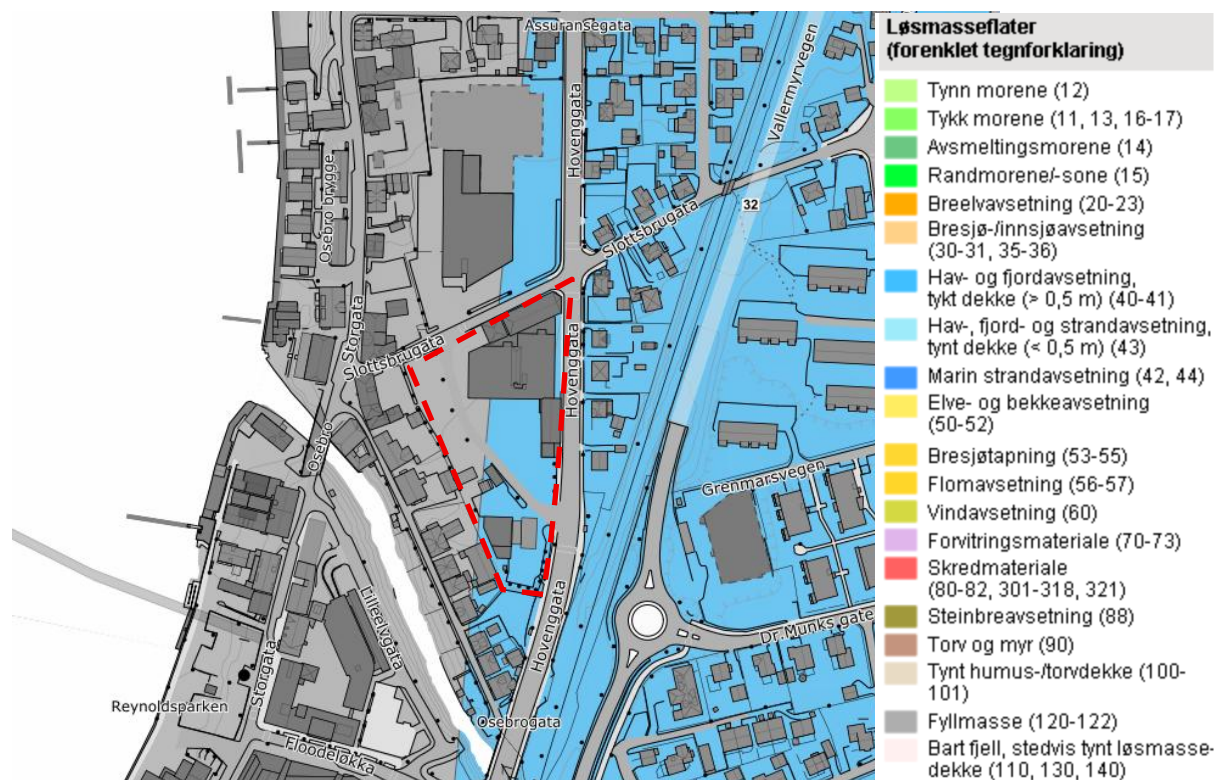 Assuransegata
Hovenggata
Vallermyrvegen
Osebro brygge
32
Slottsbrugata
Storgata
Slottsbrugata
Hovenggata
Osebro
Grenmarsvegen
Lilleelvgata
Hovenggata
Dr.Munks gate
Storgata
Reynoldsparken
Osebrogata
Floodeløkka
Løsmasseflater
(forenklet tegnforklaring)
Tynn morene (12)
Tykk morene (11, 13, 16-17)
Avsmeltingsmorene (14)
Randmorene/-sone (15)
Breelvavsetning (20-23)
Bresjø-/innsjøavsetning
(30-31, 35-36)
Hav- og fjordavsetning,
tykt dekke (> 0,5 m) (40-41)
Hav-, fjord- og strandavsetning,
tynt dekke (< 0,5 m) (43)
Marin strandavsetning (42, 44)
Elve- og bekkeavsetning
(50-52)
Bresjøtapning (53-55)
Flomavsetning (56-57)
Vindavsetning (60)
Forvitringsmateriale (70-73)
Skredmateriale
(80-82, 301-318, 321)
Steinbreavsetning (88)
Torv og myr (90)
Tynt humus-/torvdekke (100-
101)
Fyllmasse (120-122)
Bart fjell, stedvis tynt løsmasse-
dekke (110, 130, 140)